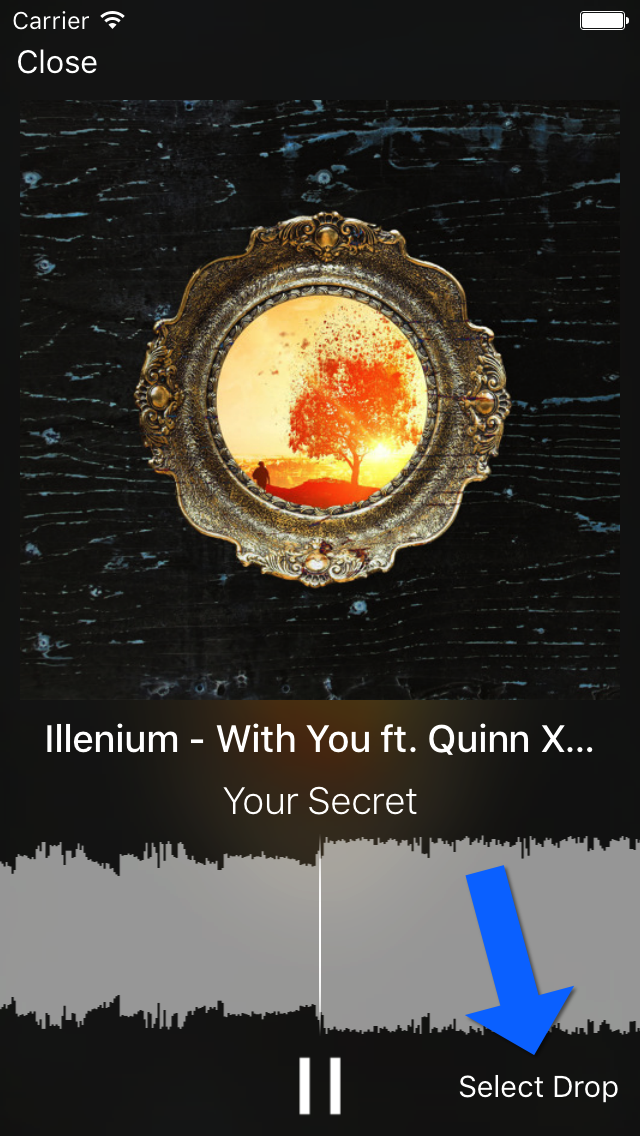 Carrier
Close
Illenium - With You ft. Quinn X...
Your Secret
Select Drop